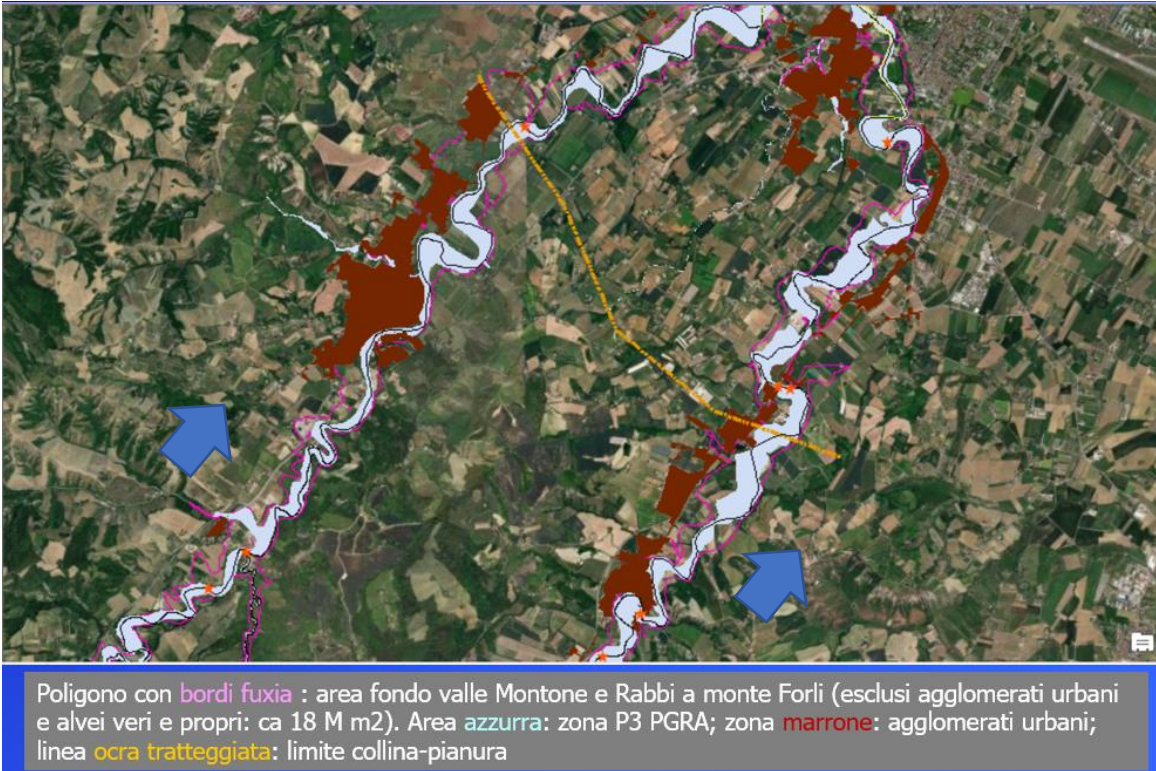 Poligono con bordi fuxia : area fondo valle Montone e Rabbi a monte Forli (esclusi agglomerati urbani
e alvei veri e propri: ca 18 M m2). Area azzurra: zona P3 PGRA; zona marrone: agglomerati urbani;
linea ocra tratteggiata: limite collina-pianura